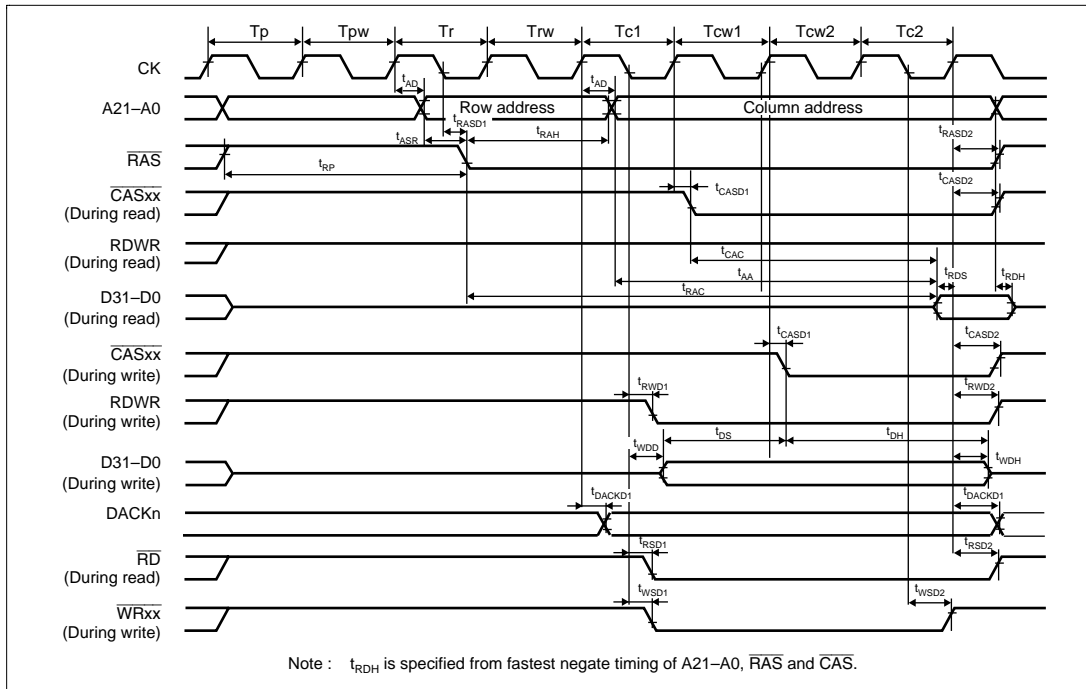 Tp Tpw Tr Trw Tc1 Tcw1 Tcw2 Tc2
CK
tAD tAD
A21–A0 Row address Column address
tRASD1
tASR tRAH tRASD2
RAS
tRP
CASxx tCASD1 tCASD2
(During read)
RDWR
(During read) tCAC
tAA tRDS tRDH
tRAC
D31–D0
(During read)
tCASD1 tCASD2
CASxx
(During write)
tRWD1 tRWD2
RDWR
(During write)
tDS tDH
tWDD tWDH
D31–D0
(During write)
tDACKD1 tDACKD1
DACKn
tRSD1 tRSD2
RD
(During read)
tWSD1 tWSD2
WRxx
(During write)
Note : tRDH is specified from fastest negate timing of A21–A0, RAS and CAS.